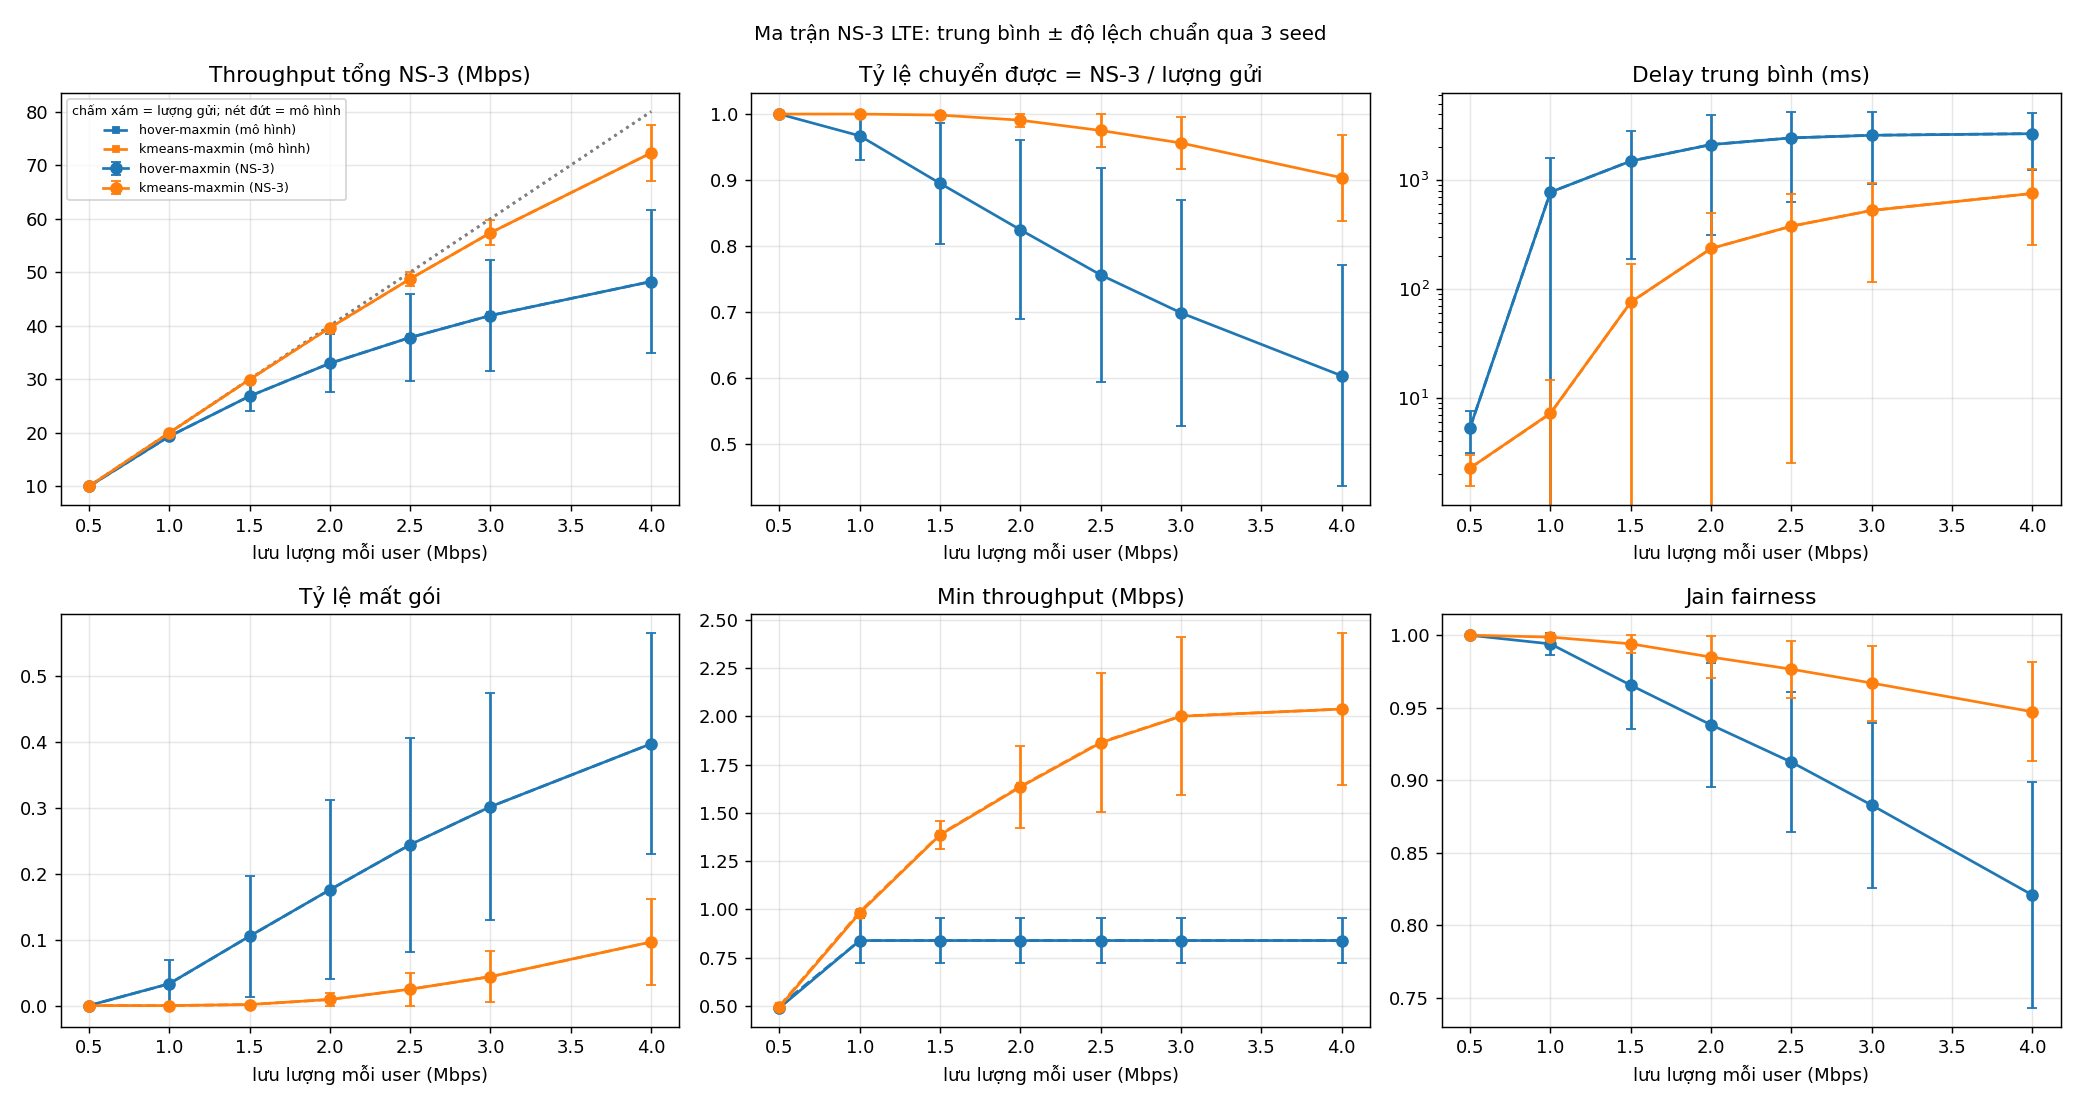 Ma trận NS-3 LTE: trung bình ± độ lệch chuẩn qua 3 seed
Throughput tổng NS-3 (Mbps)
80
70
60
50
40
30
20
10
chấm xám = lượng gửi; nét đứt = mô hình
hover-maxmin (mô hình)
kmeans-maxmin (mô hình)
hover-maxmin (NS-3)
kmeans-maxmin (NS-3)
0.5 1.0 1.5 2.0 2.5 3.0 3.5 4.0
lưu lượng mỗi user (Mbps)
Tỷ lệ chuyển được = NS-3 / lượng gửi
1.0
0.9
0.8
0.7
0.6
0.5
0.5 1.0 1.5 2.0 2.5 3.0 3.5 4.0
lưu lượng mỗi user (Mbps)
Delay trung bình (ms)
10³
10²
10¹
0.5 1.0 1.5 2.0 2.5 3.0 3.5 4.0
lưu lượng mỗi user (Mbps)
Tỷ lệ mất gói
0.5
0.4
0.3
0.2
0.1
0.0
0.5 1.0 1.5 2.0 2.5 3.0 3.5 4.0
lưu lượng mỗi user (Mbps)
Min throughput (Mbps)
2.50
2.25
2.00
1.75
1.50
1.25
1.00
0.75
0.50
0.5 1.0 1.5 2.0 2.5 3.0 3.5 4.0
lưu lượng mỗi user (Mbps)
Jain fairness
1.00
0.95
0.90
0.85
0.80
0.75
0.5 1.0 1.5 2.0 2.5 3.0 3.5 4.0
lưu lượng mỗi user (Mbps)